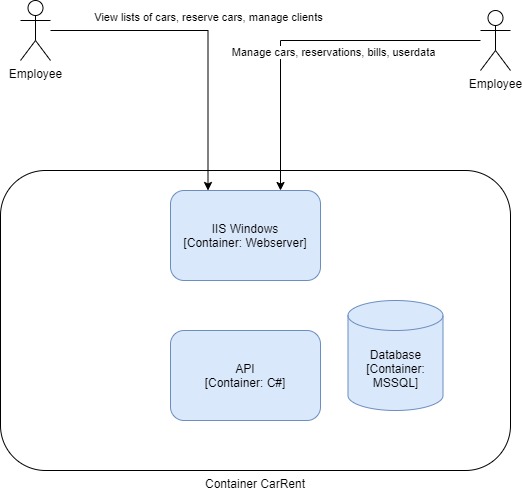 View lists of cars, reserve cars, manage clients
Manage cars, reservations, bills, userdata
Employee
Employee
IIS Windows
[Container: Webserver]
API
[Container: C#]
Database
[Container:
MSSQL]
Container CarRent